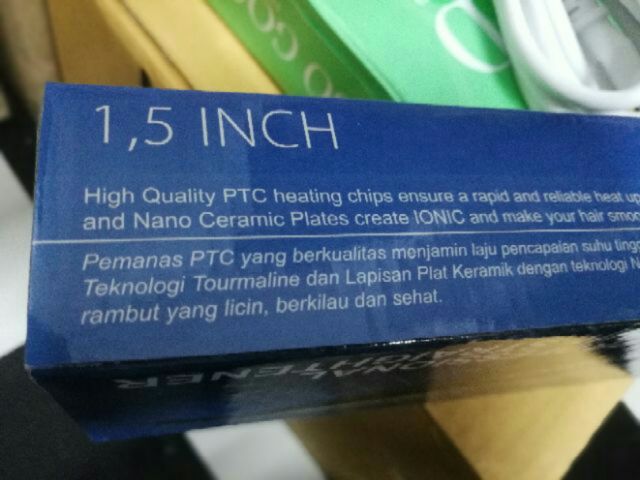 1,5 INCH
High Quality PTC heating chips ensure a rapid and reliable heat up
and Nano Ceramic Plates create IONIC and make your hair
Pemanas PTC yang berkualitas menjamin laju pencapaian suhu
Teknologi Tourmaline dan Lapisan Plat Keramik dengan teknologi
rambut yang licin, berkilau dan sehat.